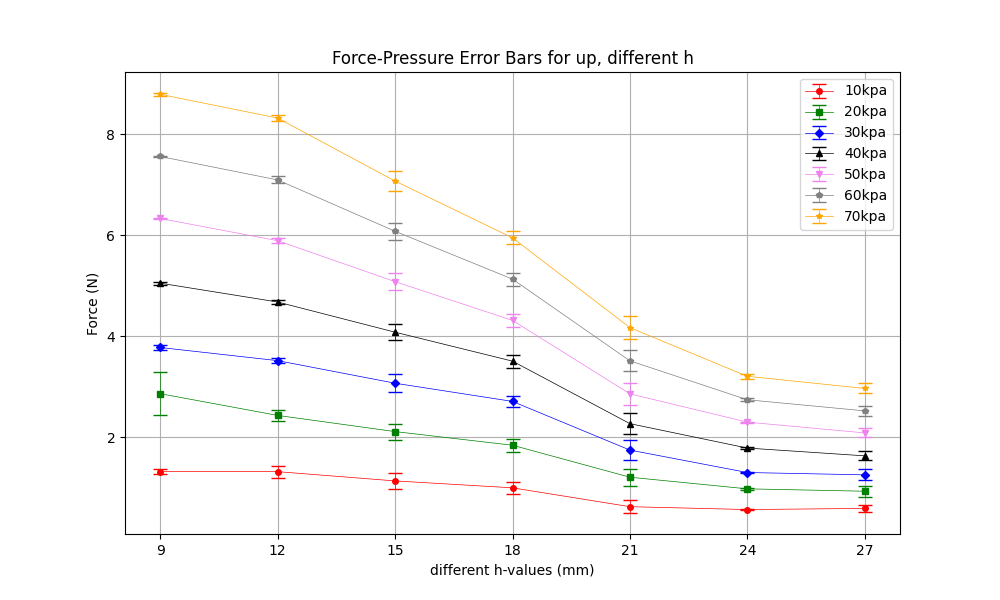 Force-Pressure Error Bars for up, different h
10kpa
20kpa
30kpa
40kpa
50kpa
60kpa
70kpa
8
6
4
2
Force (N)
9 12 15 18 21 24 27
different h-values (mm)